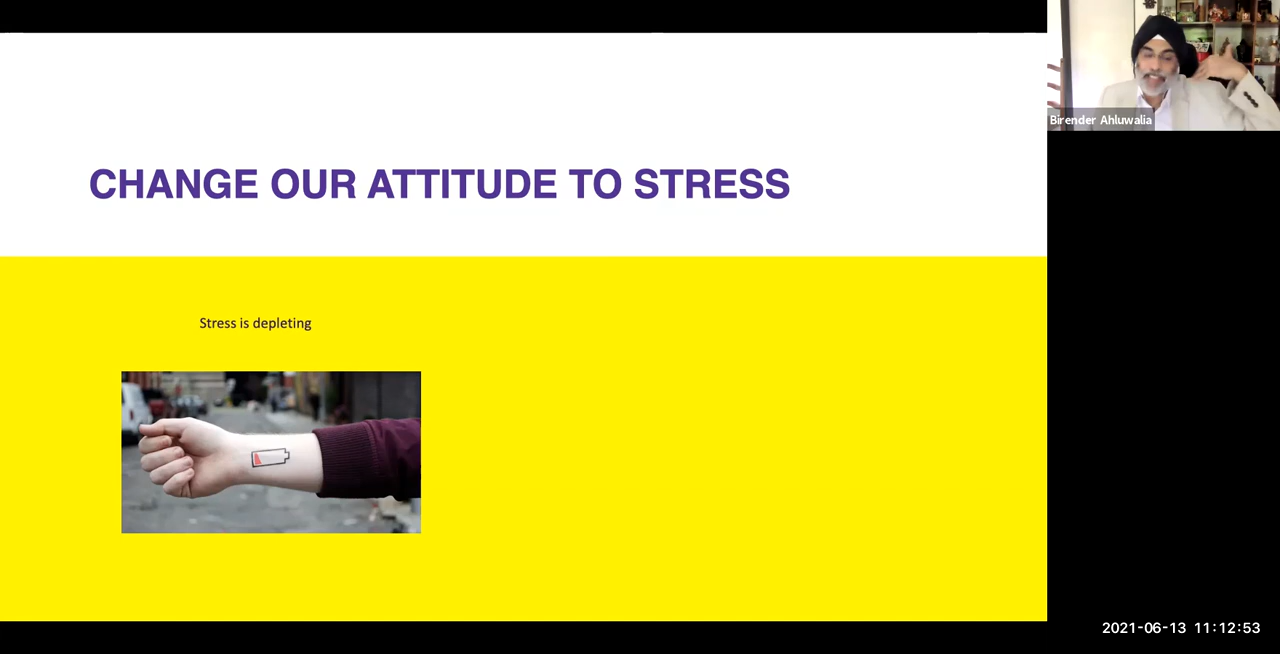 Birender Ahluwalia
CHANGE OUR ATTITUDE TO STRESS
Stress is depleting
2021-06-13 11:12:53